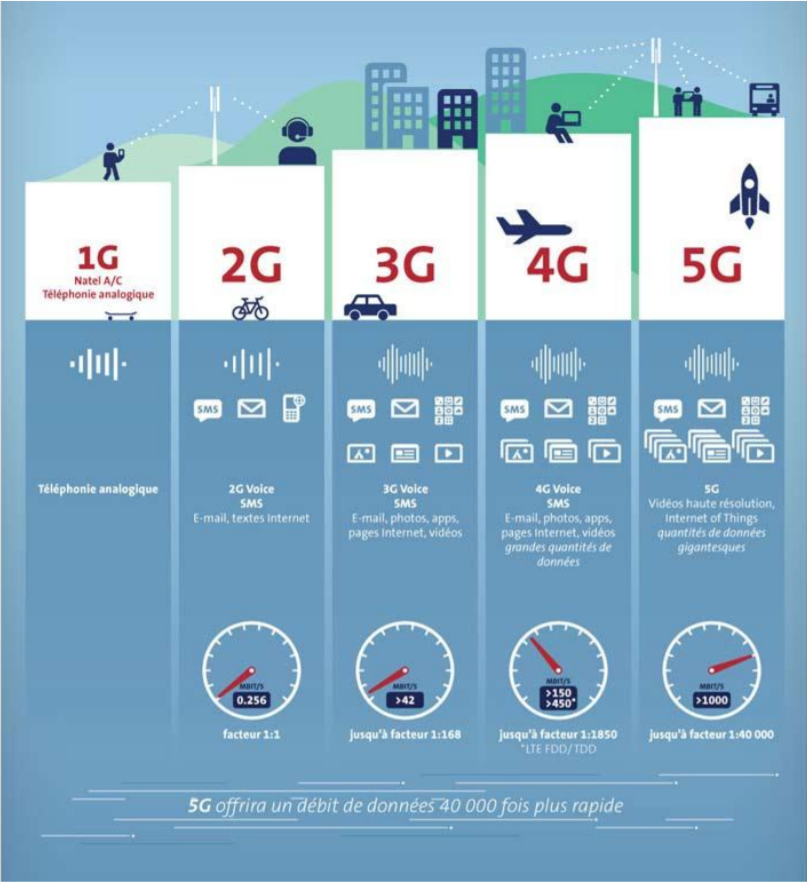 1G
Natel A/C
Téléphonie analogique
2G
3G
4G
5G
SMS
SMS
SMS
SMS
Téléphonie analogique
2G Voice
SMS
E-mail, textes Internet
3G Voice
SMS
E-mail, photos, apps,
pages Internet, vidéos
4G Voice
SMS
E-mail, photos, apps,
pages Internet, vidéos
grandes quantités de
données
5G
Vidéos haute résolution,
Internet of Things
quantités de données
gigantesques
MBIT/S
0.256
facteur 1:1
MBIT/S
>42
jusqu'à facteur 1:168
MBIT/S
>150
>450*
jusqu'à facteur 1:1850
*LTE FDD/TDD
MBIT/S
>1000
jusqu'à facteur 1:40 000
5G offrira un débit de données 40 000 fois plus rapide